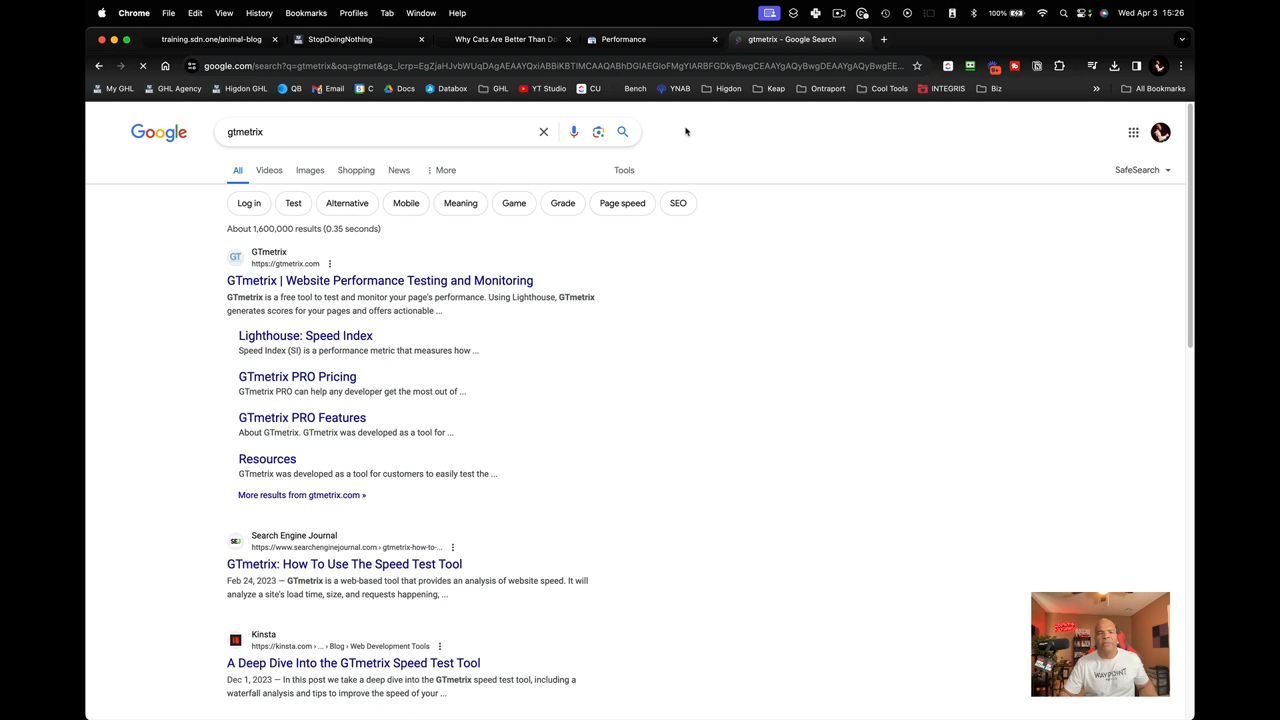 Chrome File Edit View History Bookmarks Profiles Tab Window Help 100% Wed Apr 3 15:26
training.sdn.one/animal-blog StopDoingNothing Why Cats Are Better Than Do Performance gtmetrix - Google Search
google.com/search?q=gtmetrix&oq=gtmet&gs_lcrp=
My GHL GHL Agency Higdon GHL QB Email C Docs Databox GHL YT Studio CU Bench YNAB Higdon Keap Ontraport Cool Tools INTEGRIS Biz » All Bookmarks
Google gtmetrix
All Videos Images Shopping News More Tools SafeSearch
Log in Test Alternative Mobile Meaning Game Grade Page speed SEO
About 1,600,000 results (0.35 seconds)
GT GTmetrix
https://gtmetrix.com
GTmetrix | Website Performance Testing and Monitoring
GTmetrix is a free tool to test and monitor your page's performance. Using Lighthouse, GTmetrix
generates scores for your pages and offers actionable ...
Lighthouse: Speed Index
Speed Index (SI) is a performance metric that measures how ...
GTmetrix PRO Pricing
GTmetrix PRO can help any developer get the most out of ...
GTmetrix PRO Features
About GTmetrix. GTmetrix was developed as a tool for ...
Resources
GTmetrix was developed as a tool for customers to easily test the ...
More results from gtmetrix.com »
SEJ Search Engine Journal
https://www.searchenginejournal.com › gtmetrix-how-to-...
GTmetrix: How To Use The Speed Test Tool
Feb 24, 2023 — GTmetrix is a web-based tool that provides an analysis of website speed. It will
analyze a site's load time, size, and requests happening, ...
Kinsta
https://kinsta.com › ... › Blog › Web Development Tools
A Deep Dive Into the GTmetrix Speed Test Tool
Dec 1, 2023 — In this post we take a deep dive into the GTmetrix speed test tool, including a
waterfall analysis and tips to improve the speed of your ...
WAYPOINT